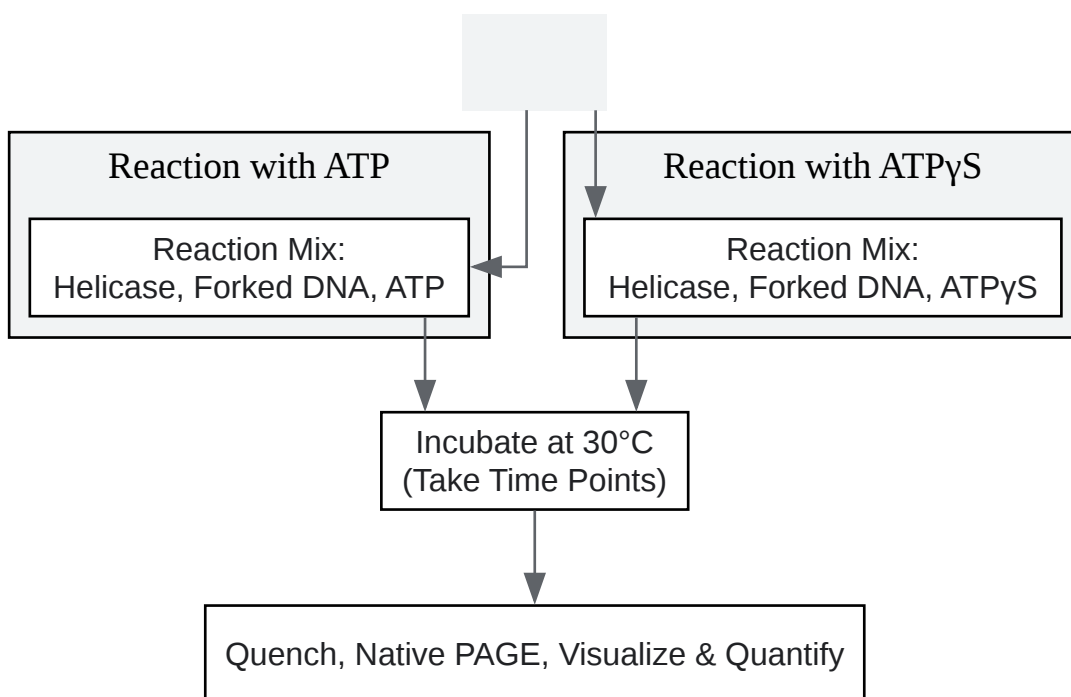 Reaction with ATP
Reaction Mix:
Helicase, Forked DNA, ATP
Reaction with ATPγS
Reaction Mix:
Helicase, Forked DNA, ATPγS
Incubate at 30°C
(Take Time Points)
Quench, Native PAGE, Visualize & Quantify